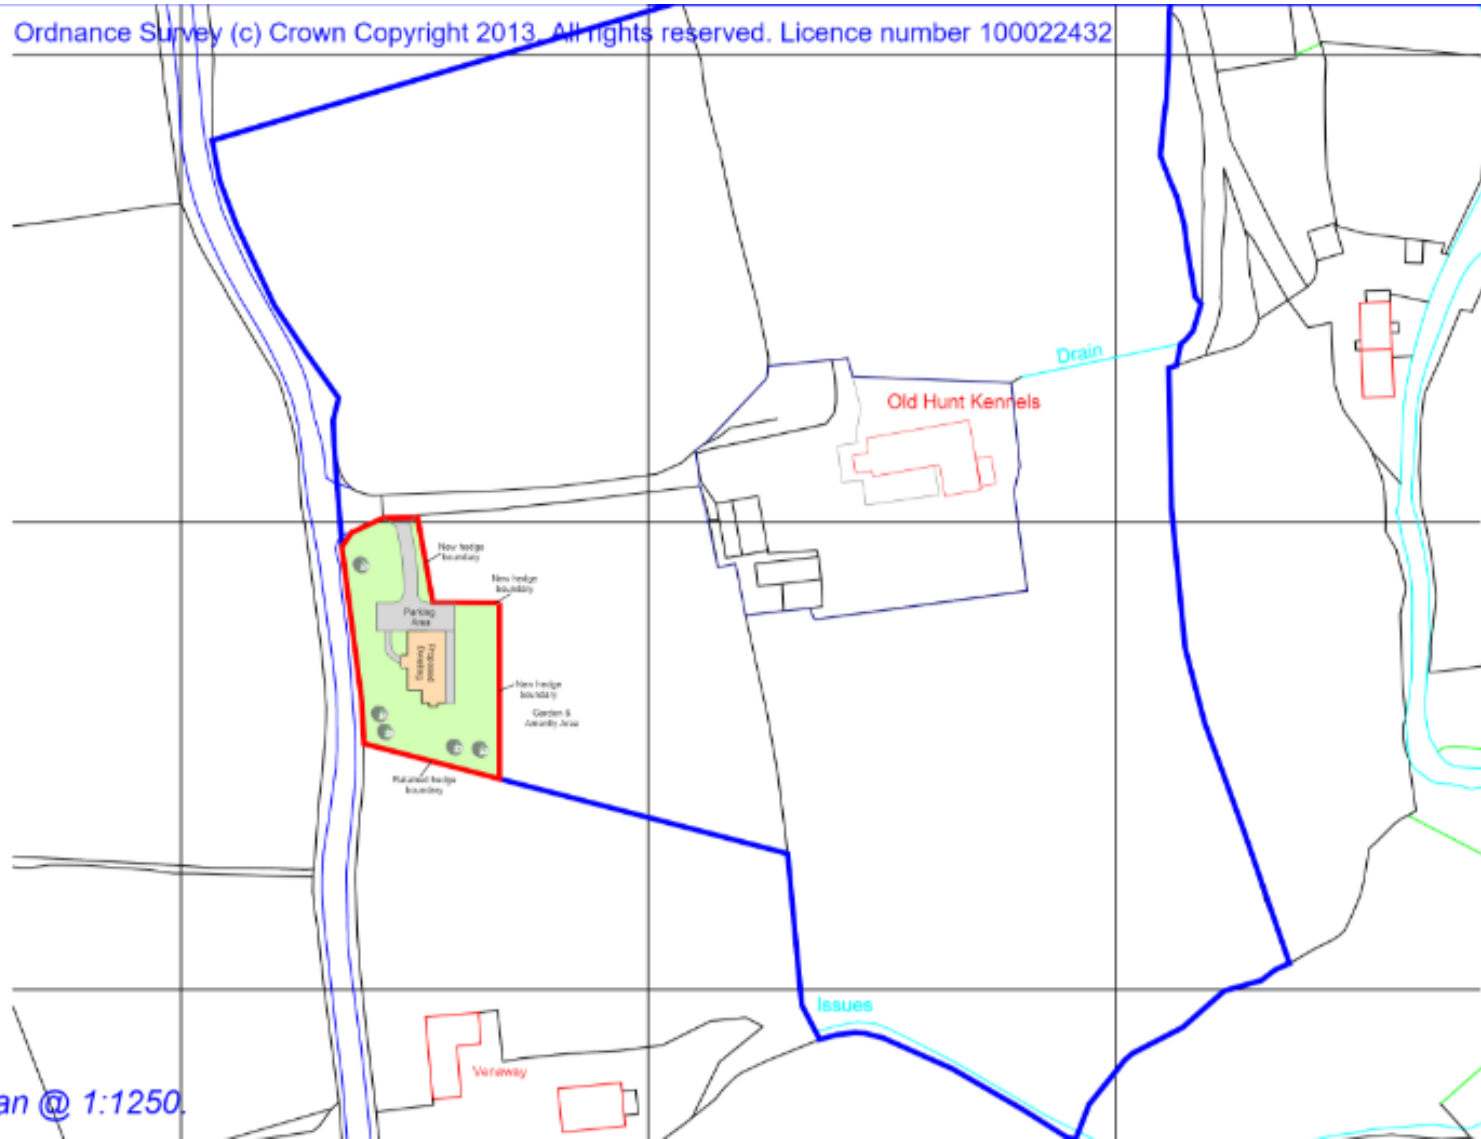 Ordnance Survey (c) Crown Copyright 2013. All rights reserved. Licence number 100022432
Drain
Old Hunt Kennels
New hedge
boundary
New hedge
boundary
Parking
Area
Proposed
Dwelling
New hedge
boundary
Garden &
Amenity Area
Retained hedge
boundary
Issues
Venaway
an @ 1:1250.